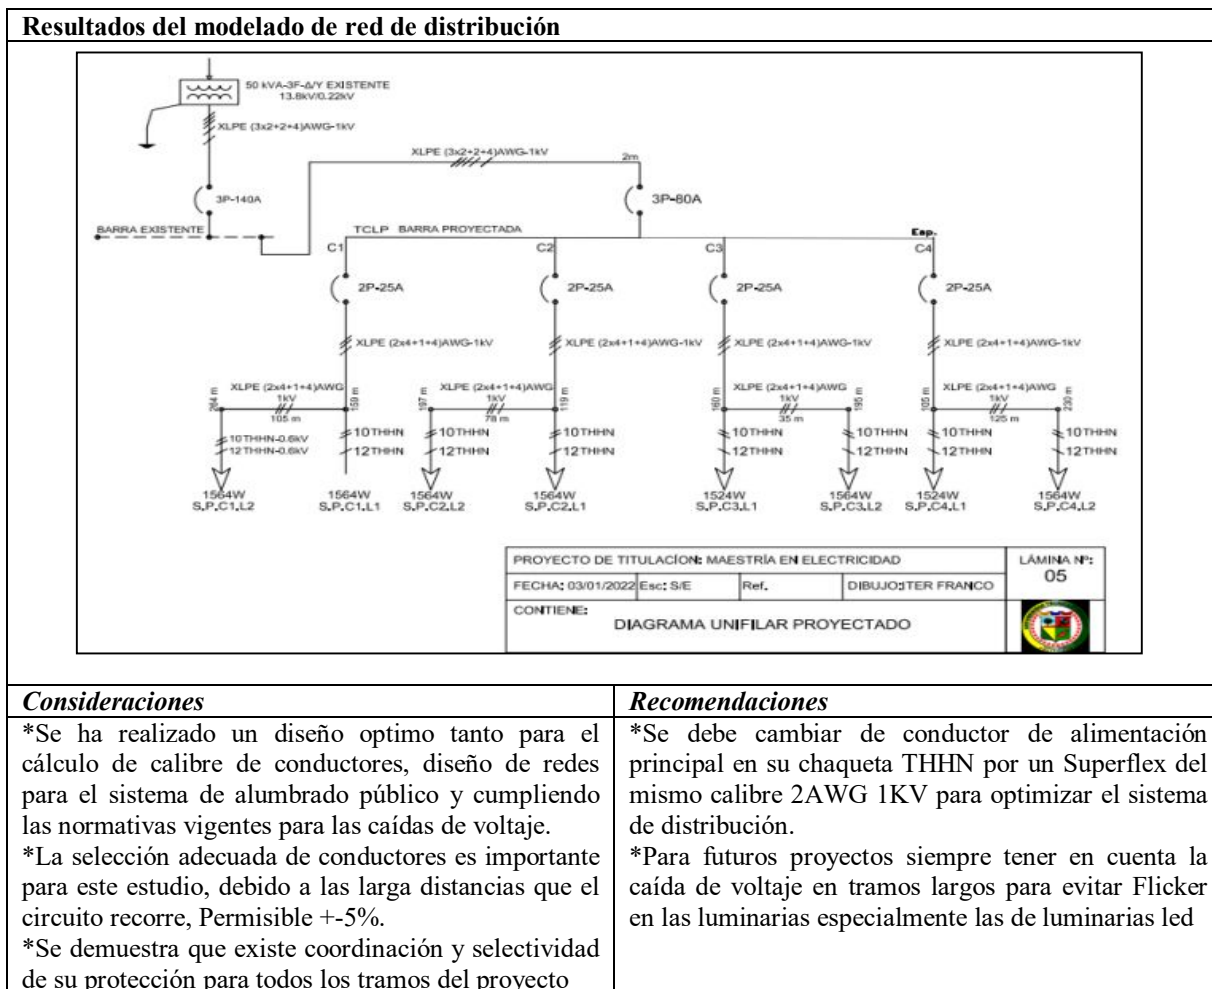 Resultados del modelado de red de distribución
50 kVA-3F-Δ/Y EXISTENTE
13.8kV/0.22kV
XLPE (3x2+2+4)AWG-1kV
XLPE (3x2+2+4)AWG-1kV
2m
3P-140A
3P-80A
BARRA EXISTENTE
TCLP BARRA PROYECTADA
Esp.
C1
C2
C3
C4
2P-25A
2P-25A
2P-25A
2P-25A
XLPE (2x4+1+4)AWG-1kV
XLPE (2x4+1+4)AWG-1kV
XLPE (2x4+1+4)AWG-1kV
XLPE (2x4+1+4)AWG-1kV
264 m
XLPE (2x4+1+4)AWG
1kV
105 m
159 m
197 m
XLPE (2x4+1+4)AWG
1kV
78 m
119 m
160 m
XLPE (2x4+1+4)AWG
1kV
35 m
195 m
105 m
XLPE (2x4+1+4)AWG
1kV
125 m
230 m
10THHN-0.6kV
12THHN-0.6kV
10THHN
12THHN
10THHN
12THHN
10THHN
12THHN
10THHN
12THHN
10THHN
12THHN
10THHN
12THHN
10THHN
12THHN
1564W
S.P.C1.L2
1564W
S.P.C1.L1
1564W
S.P.C2.L2
1564W
S.P.C2.L1
1524W
S.P.C3.L1
1564W
S.P.C3.L2
1524W
S.P.C4.L1
1564W
S.P.C4.L2
PROYECTO DE TITULACÍON: MAESTRÍA EN ELECTRICIDAD
LÁMINA Nº:
05
FECHA: 03/01/2022
Esc: S/E
Ref.
DIBUJO:ITER FRANCO
CONTIENE:
DIAGRAMA UNIFILAR PROYECTADO
Consideraciones
*Se ha realizado un diseño optimo tanto para el
cálculo de calibre de conductores, diseño de redes
para el sistema de alumbrado público y cumpliendo
las normativas vigentes para las caídas de voltaje.
*La selección adecuada de conductores es importante
para este estudio, debido a las larga distancias que el
circuito recorre, Permisible +-5%.
*Se demuestra que existe coordinación y selectividad
de su protección para todos los tramos del proyecto
Recomendaciones
*Se debe cambiar de conductor de alimentación
principal en su chaqueta THHN por un Superflex del
mismo calibre 2AWG 1KV para optimizar el sistema
de distribución.
*Para futuros proyectos siempre tener en cuenta la
caída de voltaje en tramos largos para evitar Flicker
en las luminarias especialmente las de luminarias led